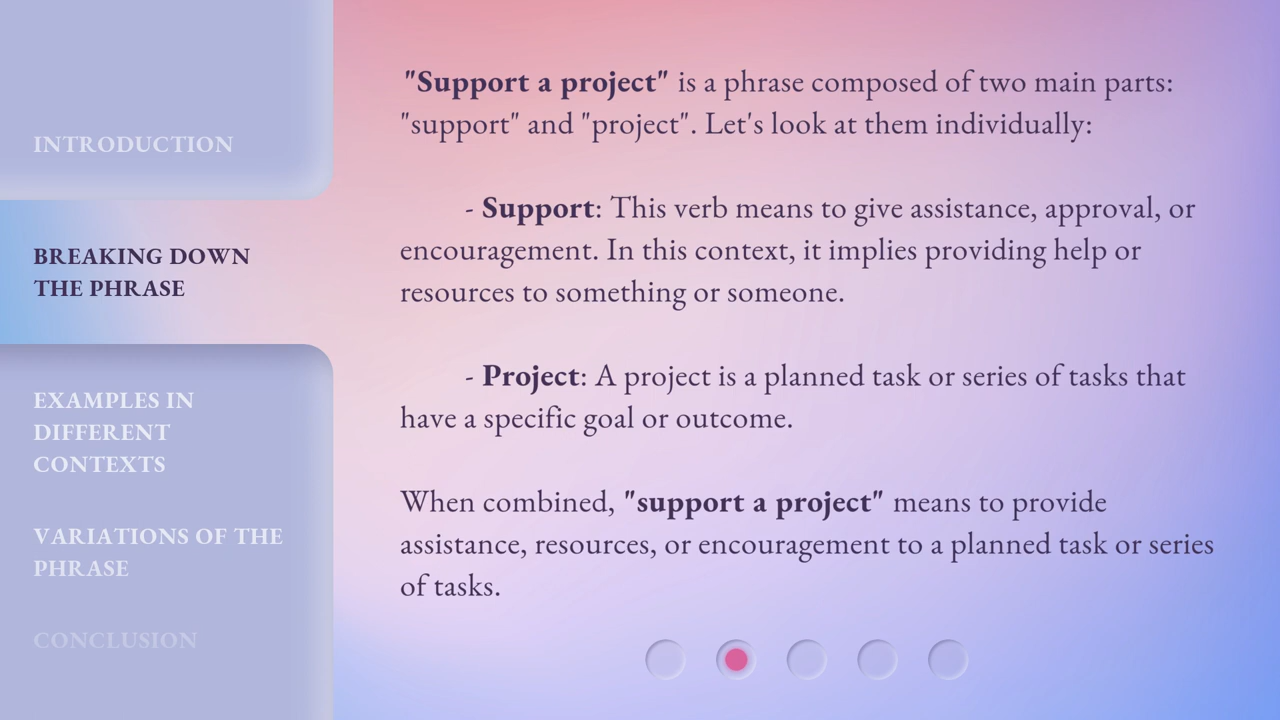 INTRODUCTION
BREAKING DOWN
THE PHRASE
EXAMPLES IN
DIFFERENT
CONTEXTS
VARIATIONS OF THE
PHRASE
CONCLUSION
"Support a project" is a phrase composed of two main parts:
"support" and "project". Let's look at them individually:
- Support: This verb means to give assistance, approval, or
encouragement. In this context, it implies providing help or
resources to something or someone.
- Project: A project is a planned task or series of tasks that
have a specific goal or outcome.
When combined, "support a project" means to provide
assistance, resources, or encouragement to a planned task or series
of tasks.